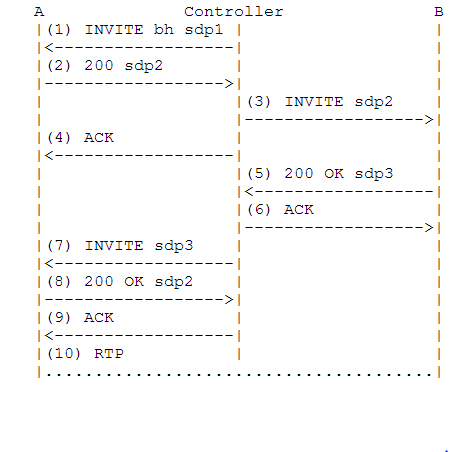 A Controller B
(1) INVITE bh sdp1
(2) 200 sdp2
(3) INVITE sdp2
(4) ACK
(5) 200 OK sdp3
(6) ACK
(7) INVITE sdp3
(8) 200 OK sdp2
(9) ACK
(10) RTP